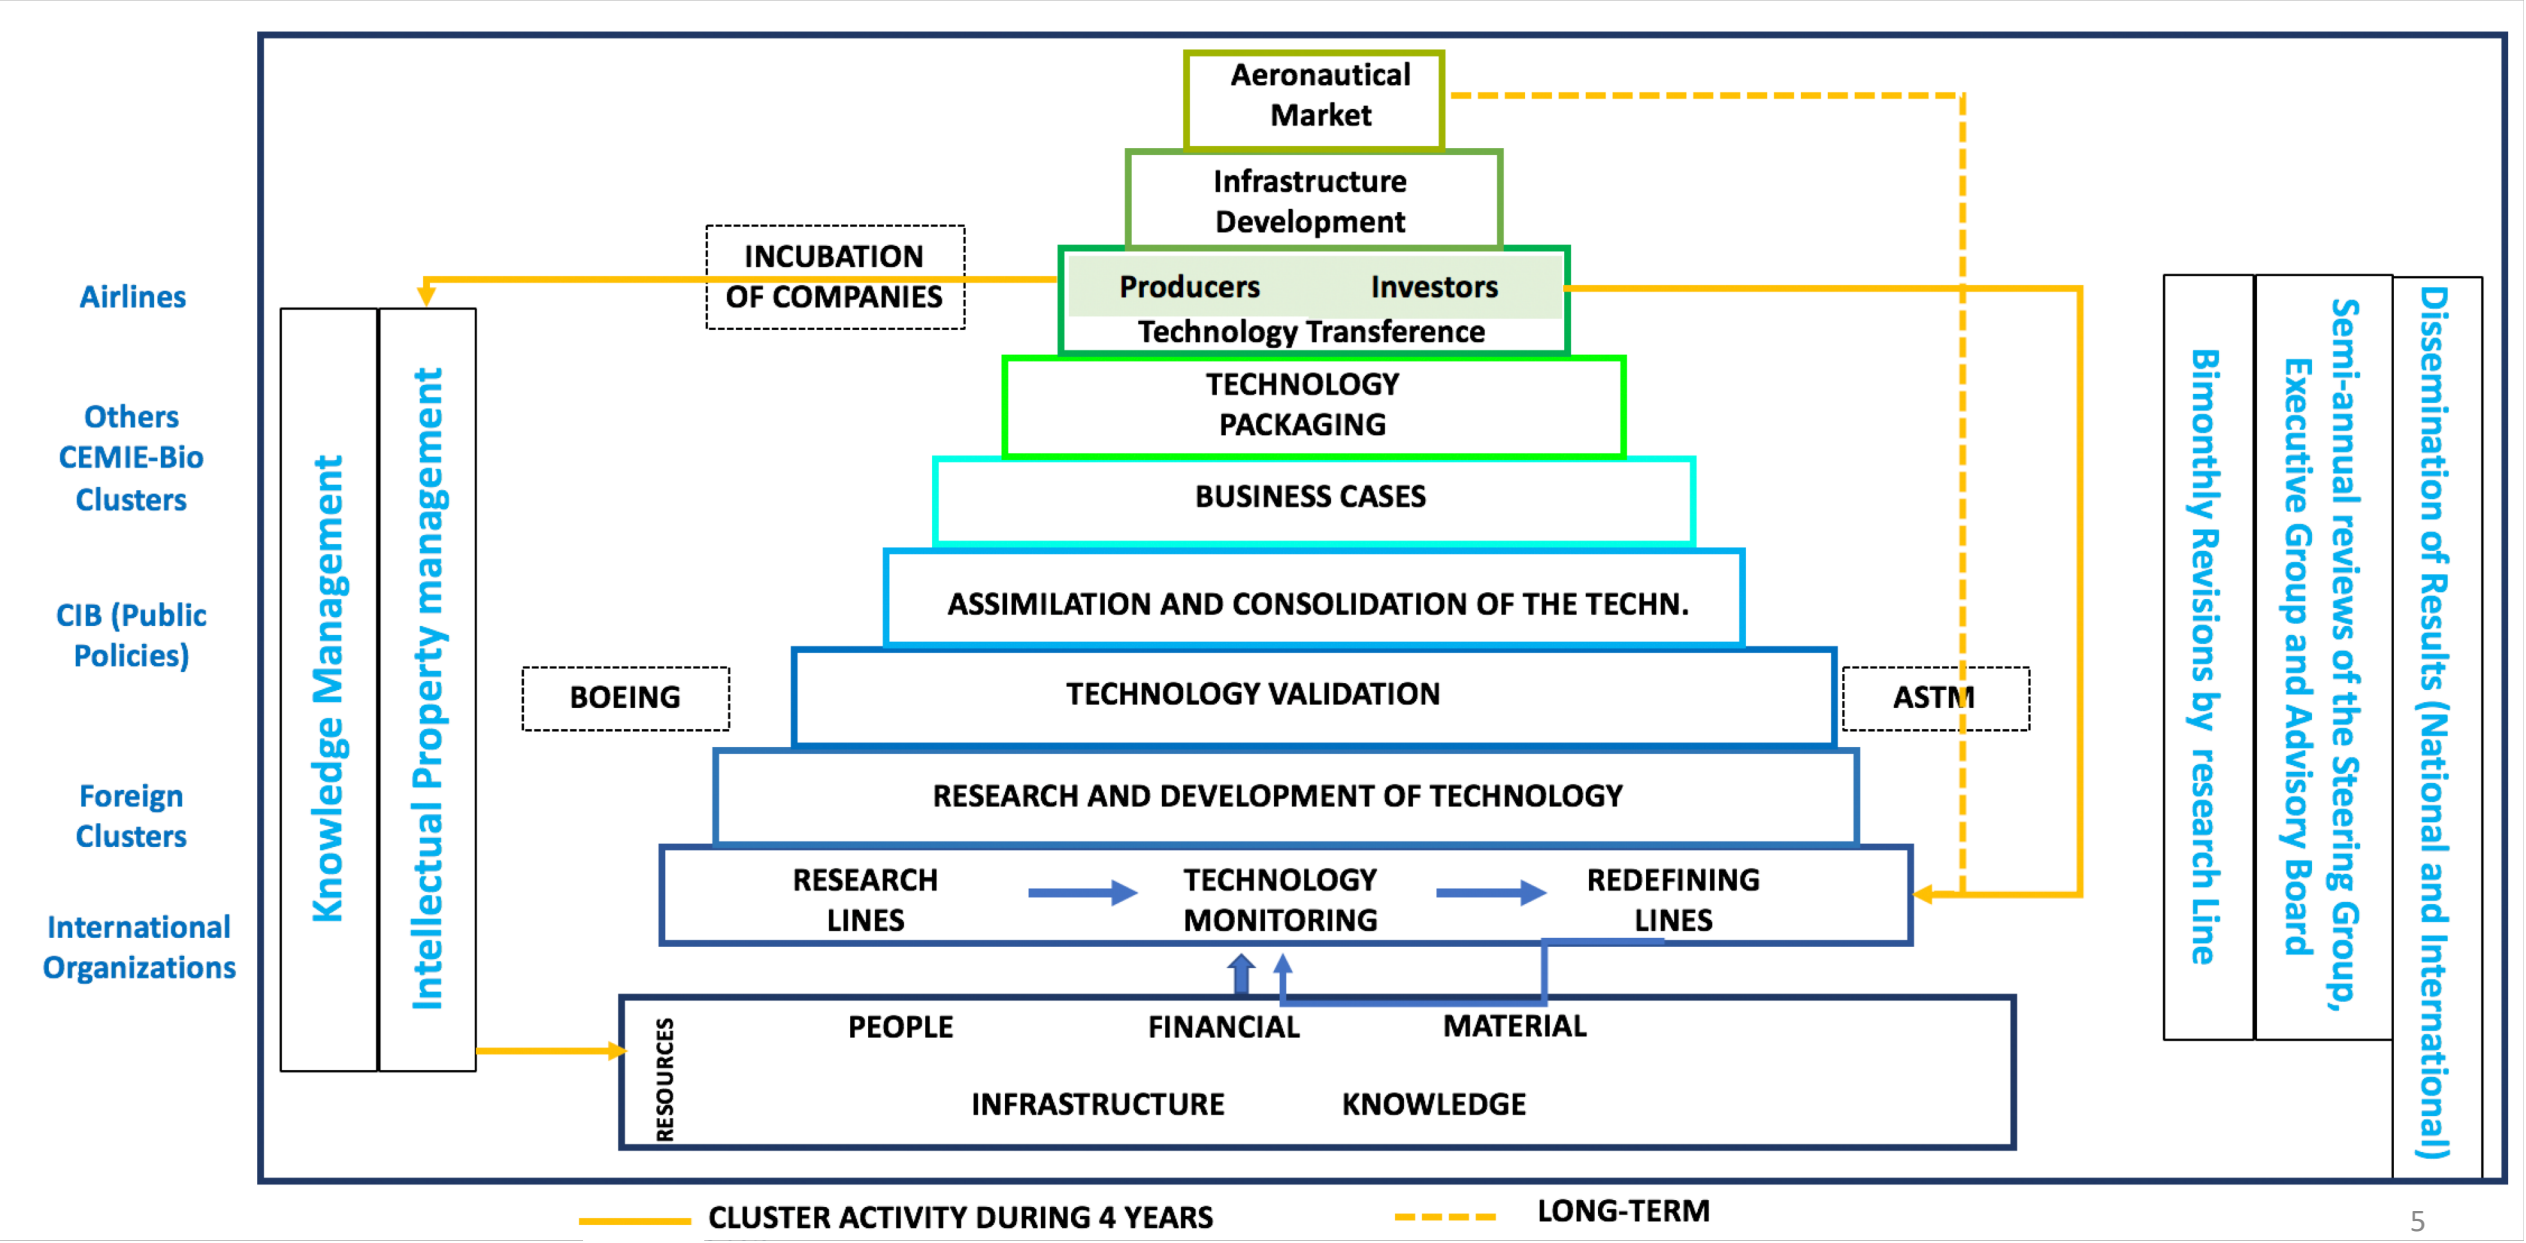 Aeronautical
Market
Infrastructure
Development
INCUBATION
OF COMPANIES
Producers Investors
Technology Transference
TECHNOLOGY
PACKAGING
BUSINESS CASES
ASSIMILATION AND CONSOLIDATION OF THE TECHN.
BOEING
TECHNOLOGY VALIDATION
ASTM
RESEARCH AND DEVELOPMENT OF TECHNOLOGY
RESEARCH
LINES
TECHNOLOGY
MONITORING
REDEFINING
LINES
RESOURCES
PEOPLE FINANCIAL MATERIAL
INFRASTRUCTURE KNOWLEDGE
Airlines
Others
CEMIE-Bio
Clusters
CIB (Public
Policies)
Foreign
Clusters
International
Organizations
Knowledge Management
Intellectual Property management
Bimonthly Revisions by research Line
Semi-annual reviews of the Steering Group,
Executive Group and Advisory Board
Dissemination of Results (National and International)
CLUSTER ACTIVITY DURING 4 YEARS
LONG-TERM
5